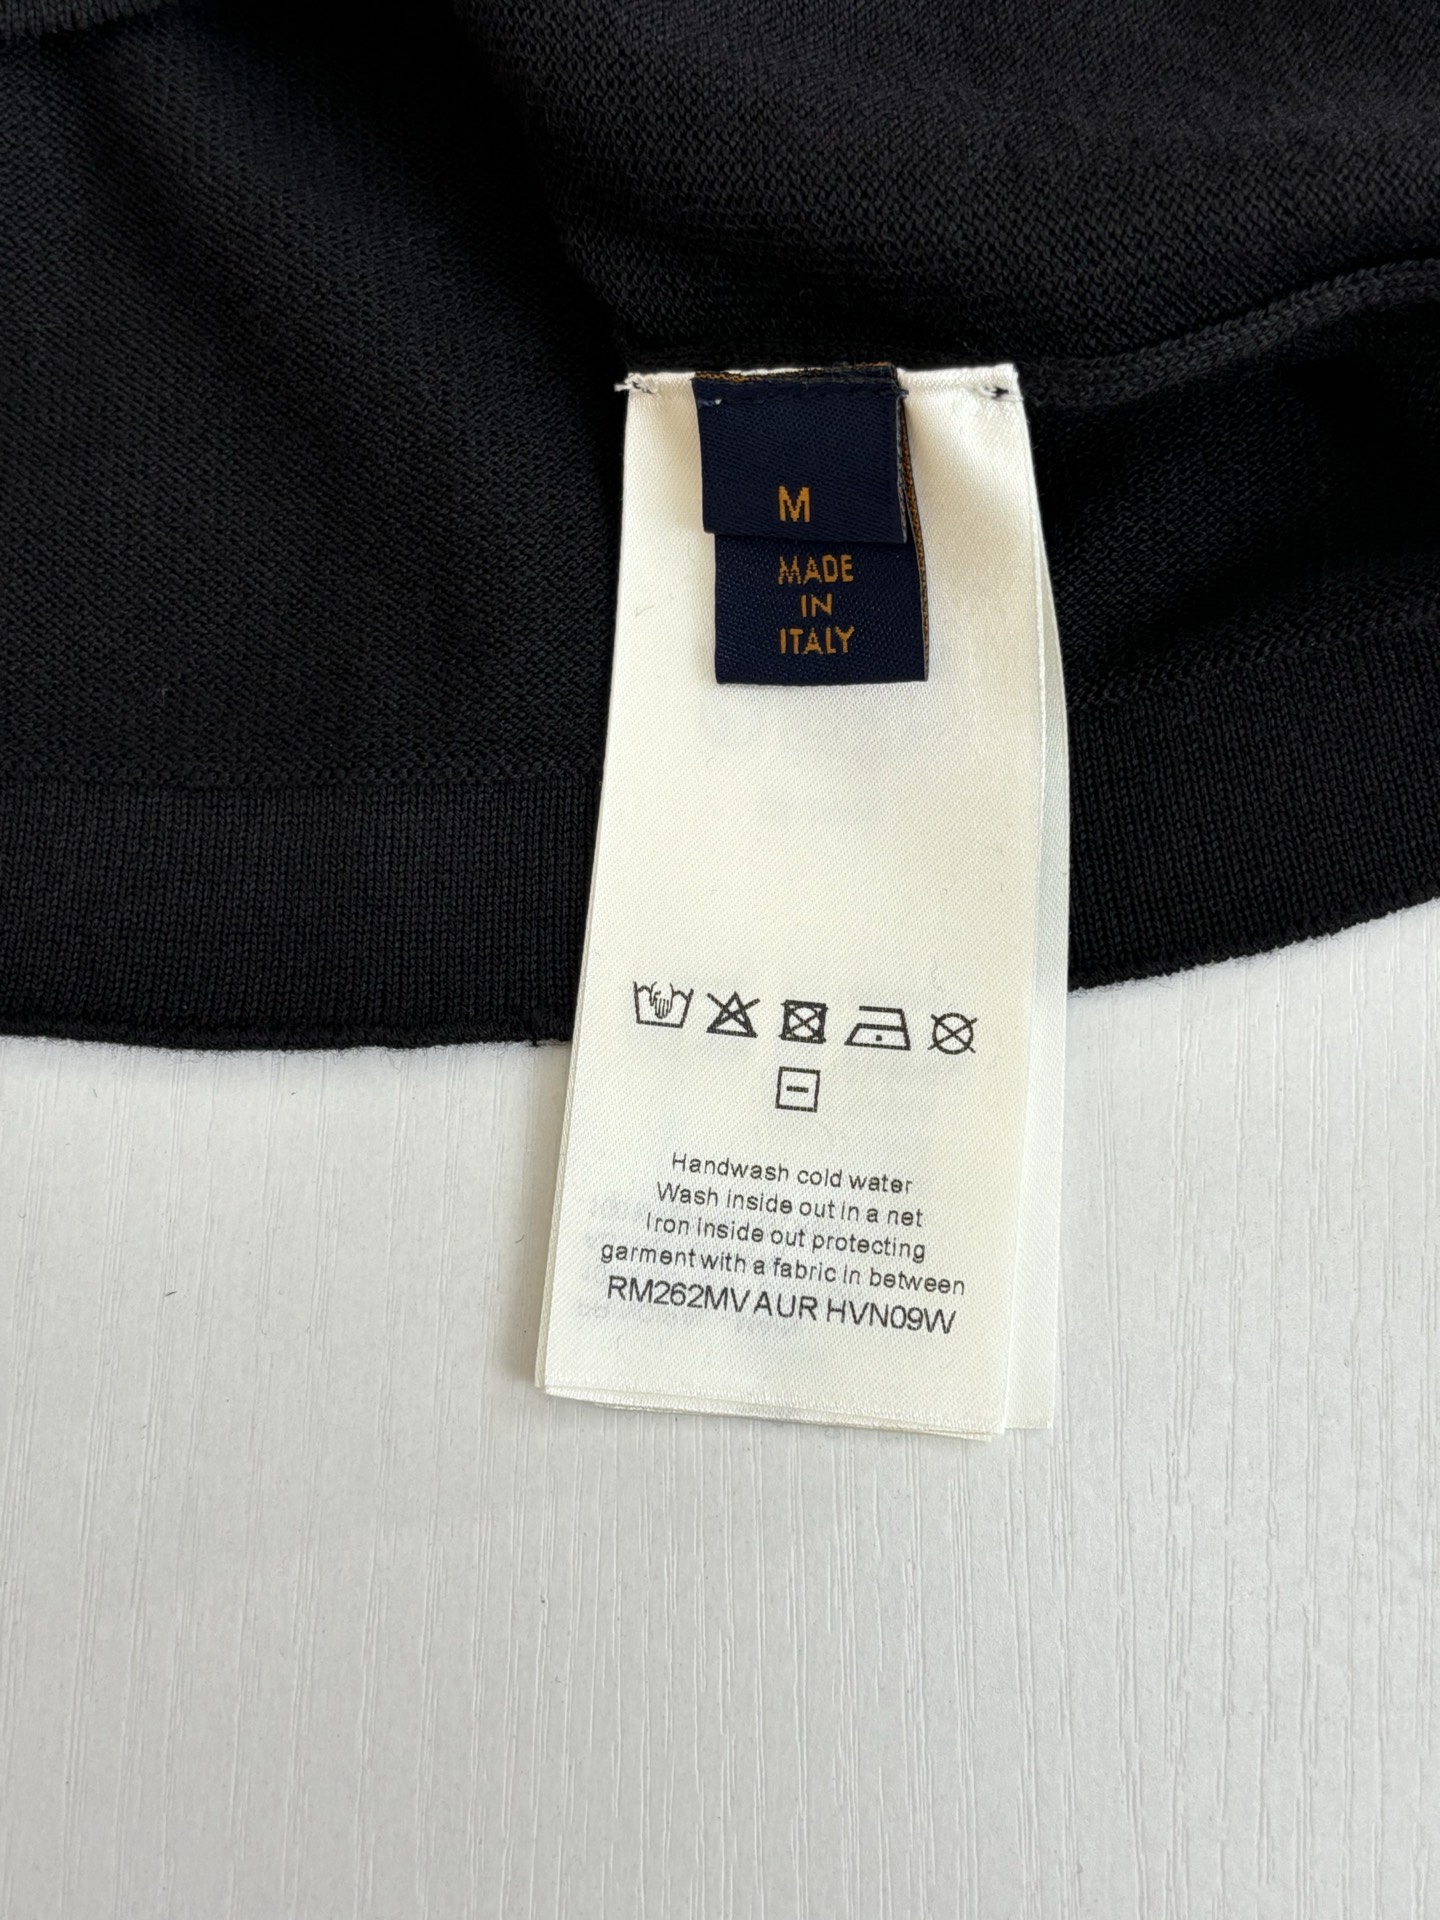 M
MADE
IN
ITALY
Handwash cold water
Wash inside out in a net
Iron inside out protecting
garment with a fabric in between
RM262MV AUR HVN09W